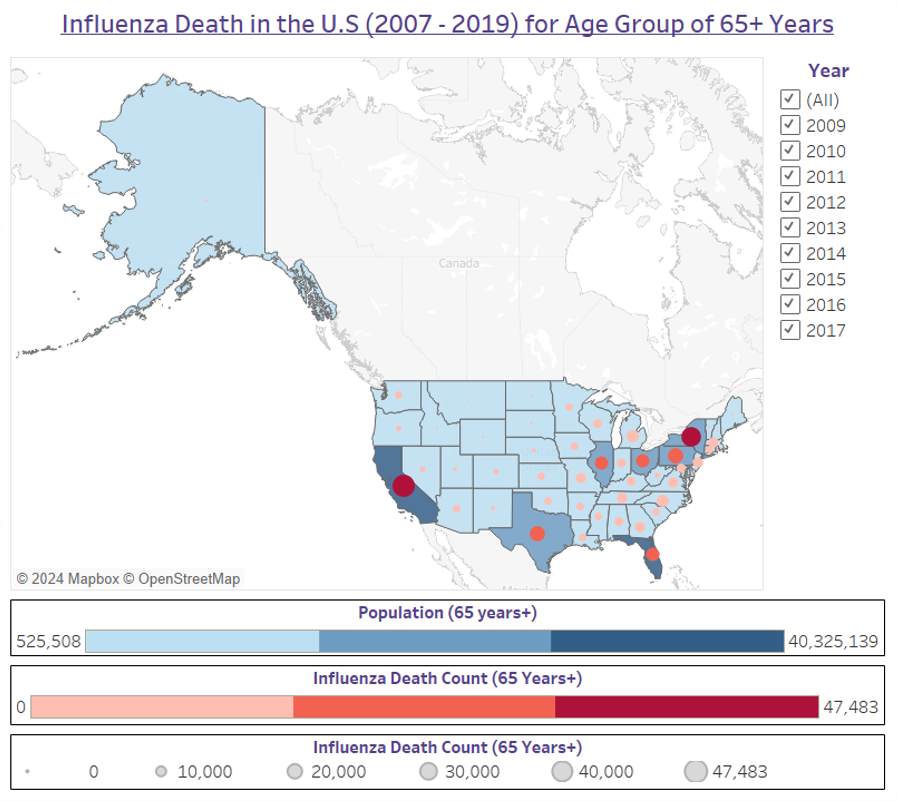 Influenza Death in the U.S (2007 - 2019) for Age Group of 65+ Years
Year
(All)
2009
2010
2011
2012
2013
2014
2015
2016
2017
Canada
© 2024 Mapbox © OpenStreetMap
Population (65 years+)
525,508
40,325,139
Influenza Death Count (65 Years+)
0
47,483
Influenza Death Count (65 Years+)
0
10,000
20,000
30,000
40,000
47,483